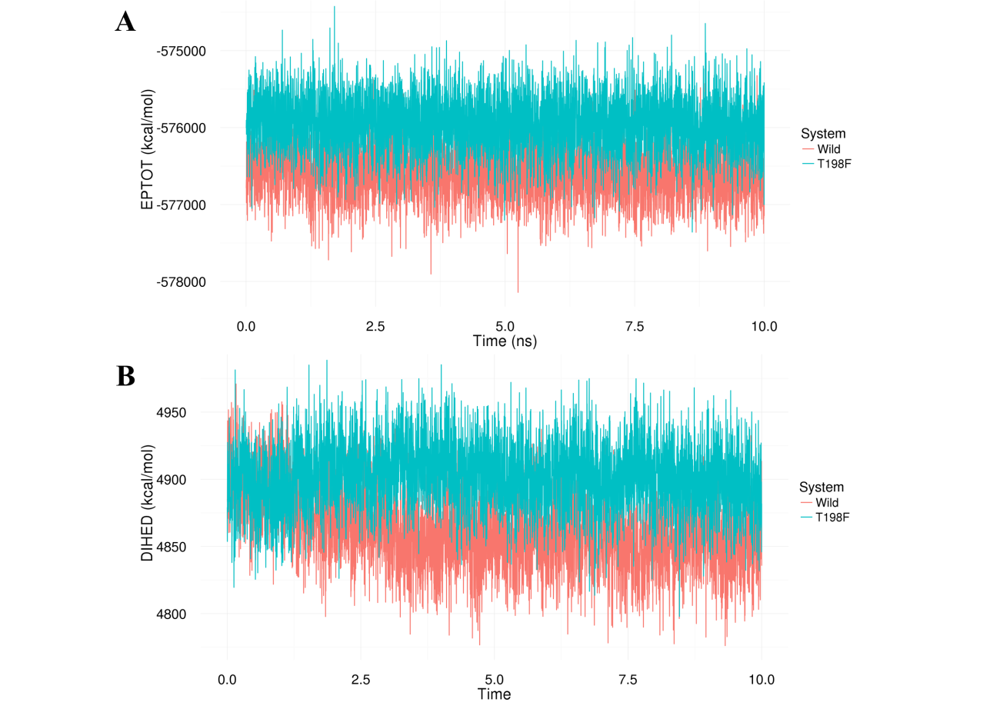 A
-575000
-576000
-577000
-578000
EPTOT (kcal/mol)
0.0 2.5 5.0 7.5 10.0
Time (ns)
System
Wild
T198F
B
4950
4900
4850
4800
DIHED (kcal/mol)
0.0 2.5 5.0 7.5 10.0
Time
System
Wild
T198F